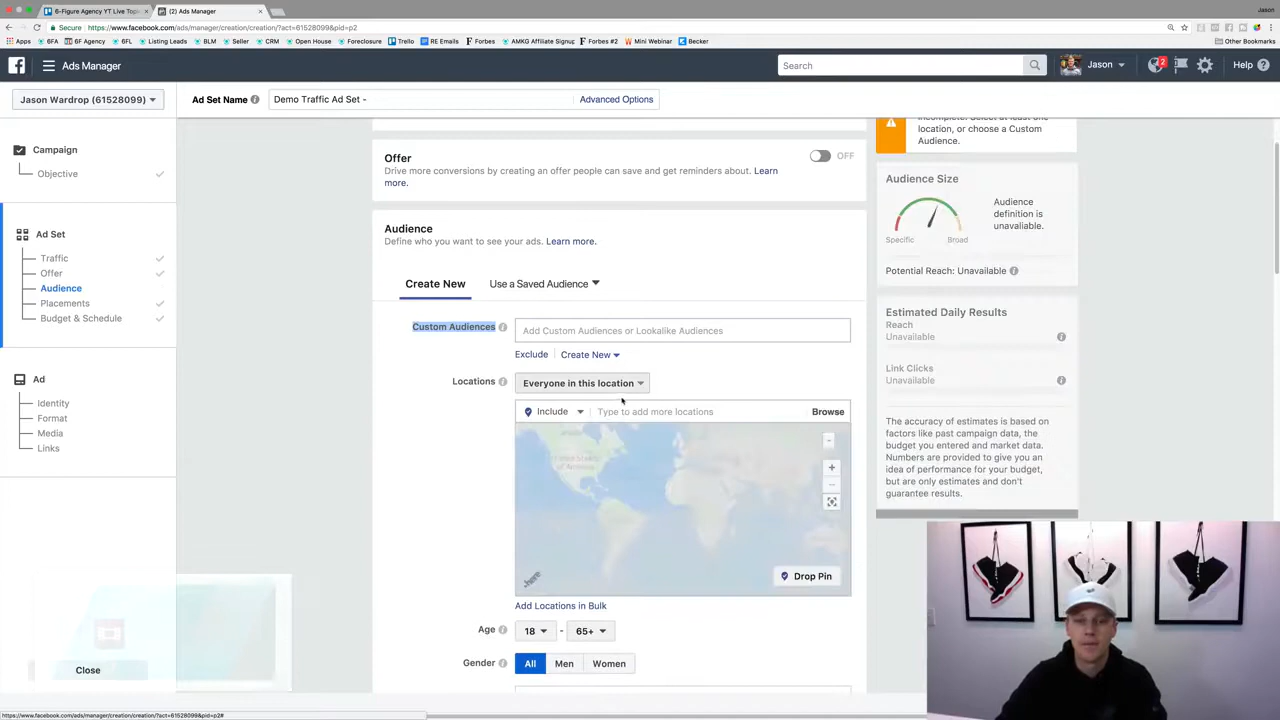 Jason
6-Figure Agency YT Live Topi
(2) Ads Manager
Secure
https://www.facebook.com/ads/manager/creation/creation/?act=61528099&pid=p2
Apps
6FA
6F Agency
6FL
Listing Leads
BLM
Seller
CRM
Open House
Foreclosure
Trello
RE Emails
Forbes
AMKG Affiliate Signup
Forbes #2
Mini Webinar
Becker
Other Bookmarks
Ads Manager
Search
Jason
2
Help
Jason Wardrop (61528099)
Ad Set Name
Demo Traffic Ad Set -
Advanced Options
Campaign
Objective
Ad Set
Traffic
Offer
Audience
Placements
Budget & Schedule
Ad
Identity
Format
Media
Links
Close
Offer
OFF
Drive more conversions by creating an offer people can save and get reminders about. Learn
more.
Audience
Define who you want to see your ads. Learn more.
Create New
Use a Saved Audience
Custom Audiences
Add Custom Audiences or Lookalike Audiences
Exclude
Create New
Locations
Everyone in this location
Include
Type to add more locations
Browse
United States
of America
here
Drop Pin
Add Locations in Bulk
Age
18
-
65+
Gender
All
Men
Women
location, or choose a Custom
Audience.
Audience Size
Audience
definition is
unavailable.
Specific
Broad
Potential Reach: Unavailable
Estimated Daily Results
Reach
Unavailable
Link Clicks
Unavailable
The accuracy of estimates is based on
factors like past campaign data, the
budget you entered and market data.
Numbers are provided to give you an
idea of performance for your budget,
but are only estimates and don't
guarantee results.
https://www.facebook.com/ads/manager/creation/creation/?act=61528099&pid=p2#